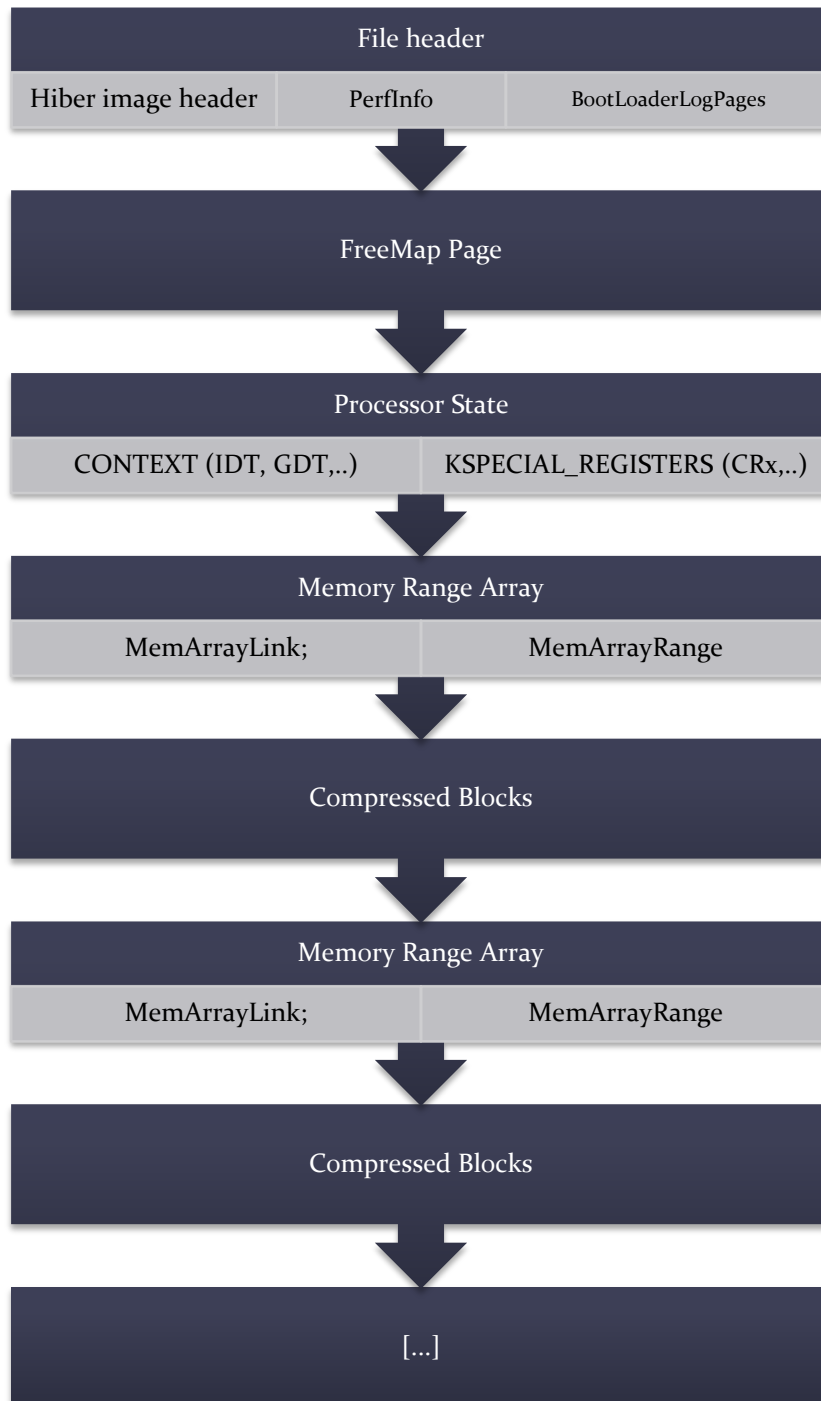 File header
Hiber image header PerfInfo BootLoaderLogPages
FreeMap Page
Processor State
CONTEXT (IDT, GDT,..) KSPECIAL_REGISTERS (CRx,..)
Memory Range Array
MemArrayLink; MemArrayRange
Compressed Blocks
Memory Range Array
MemArrayLink; MemArrayRange
Compressed Blocks
[...]